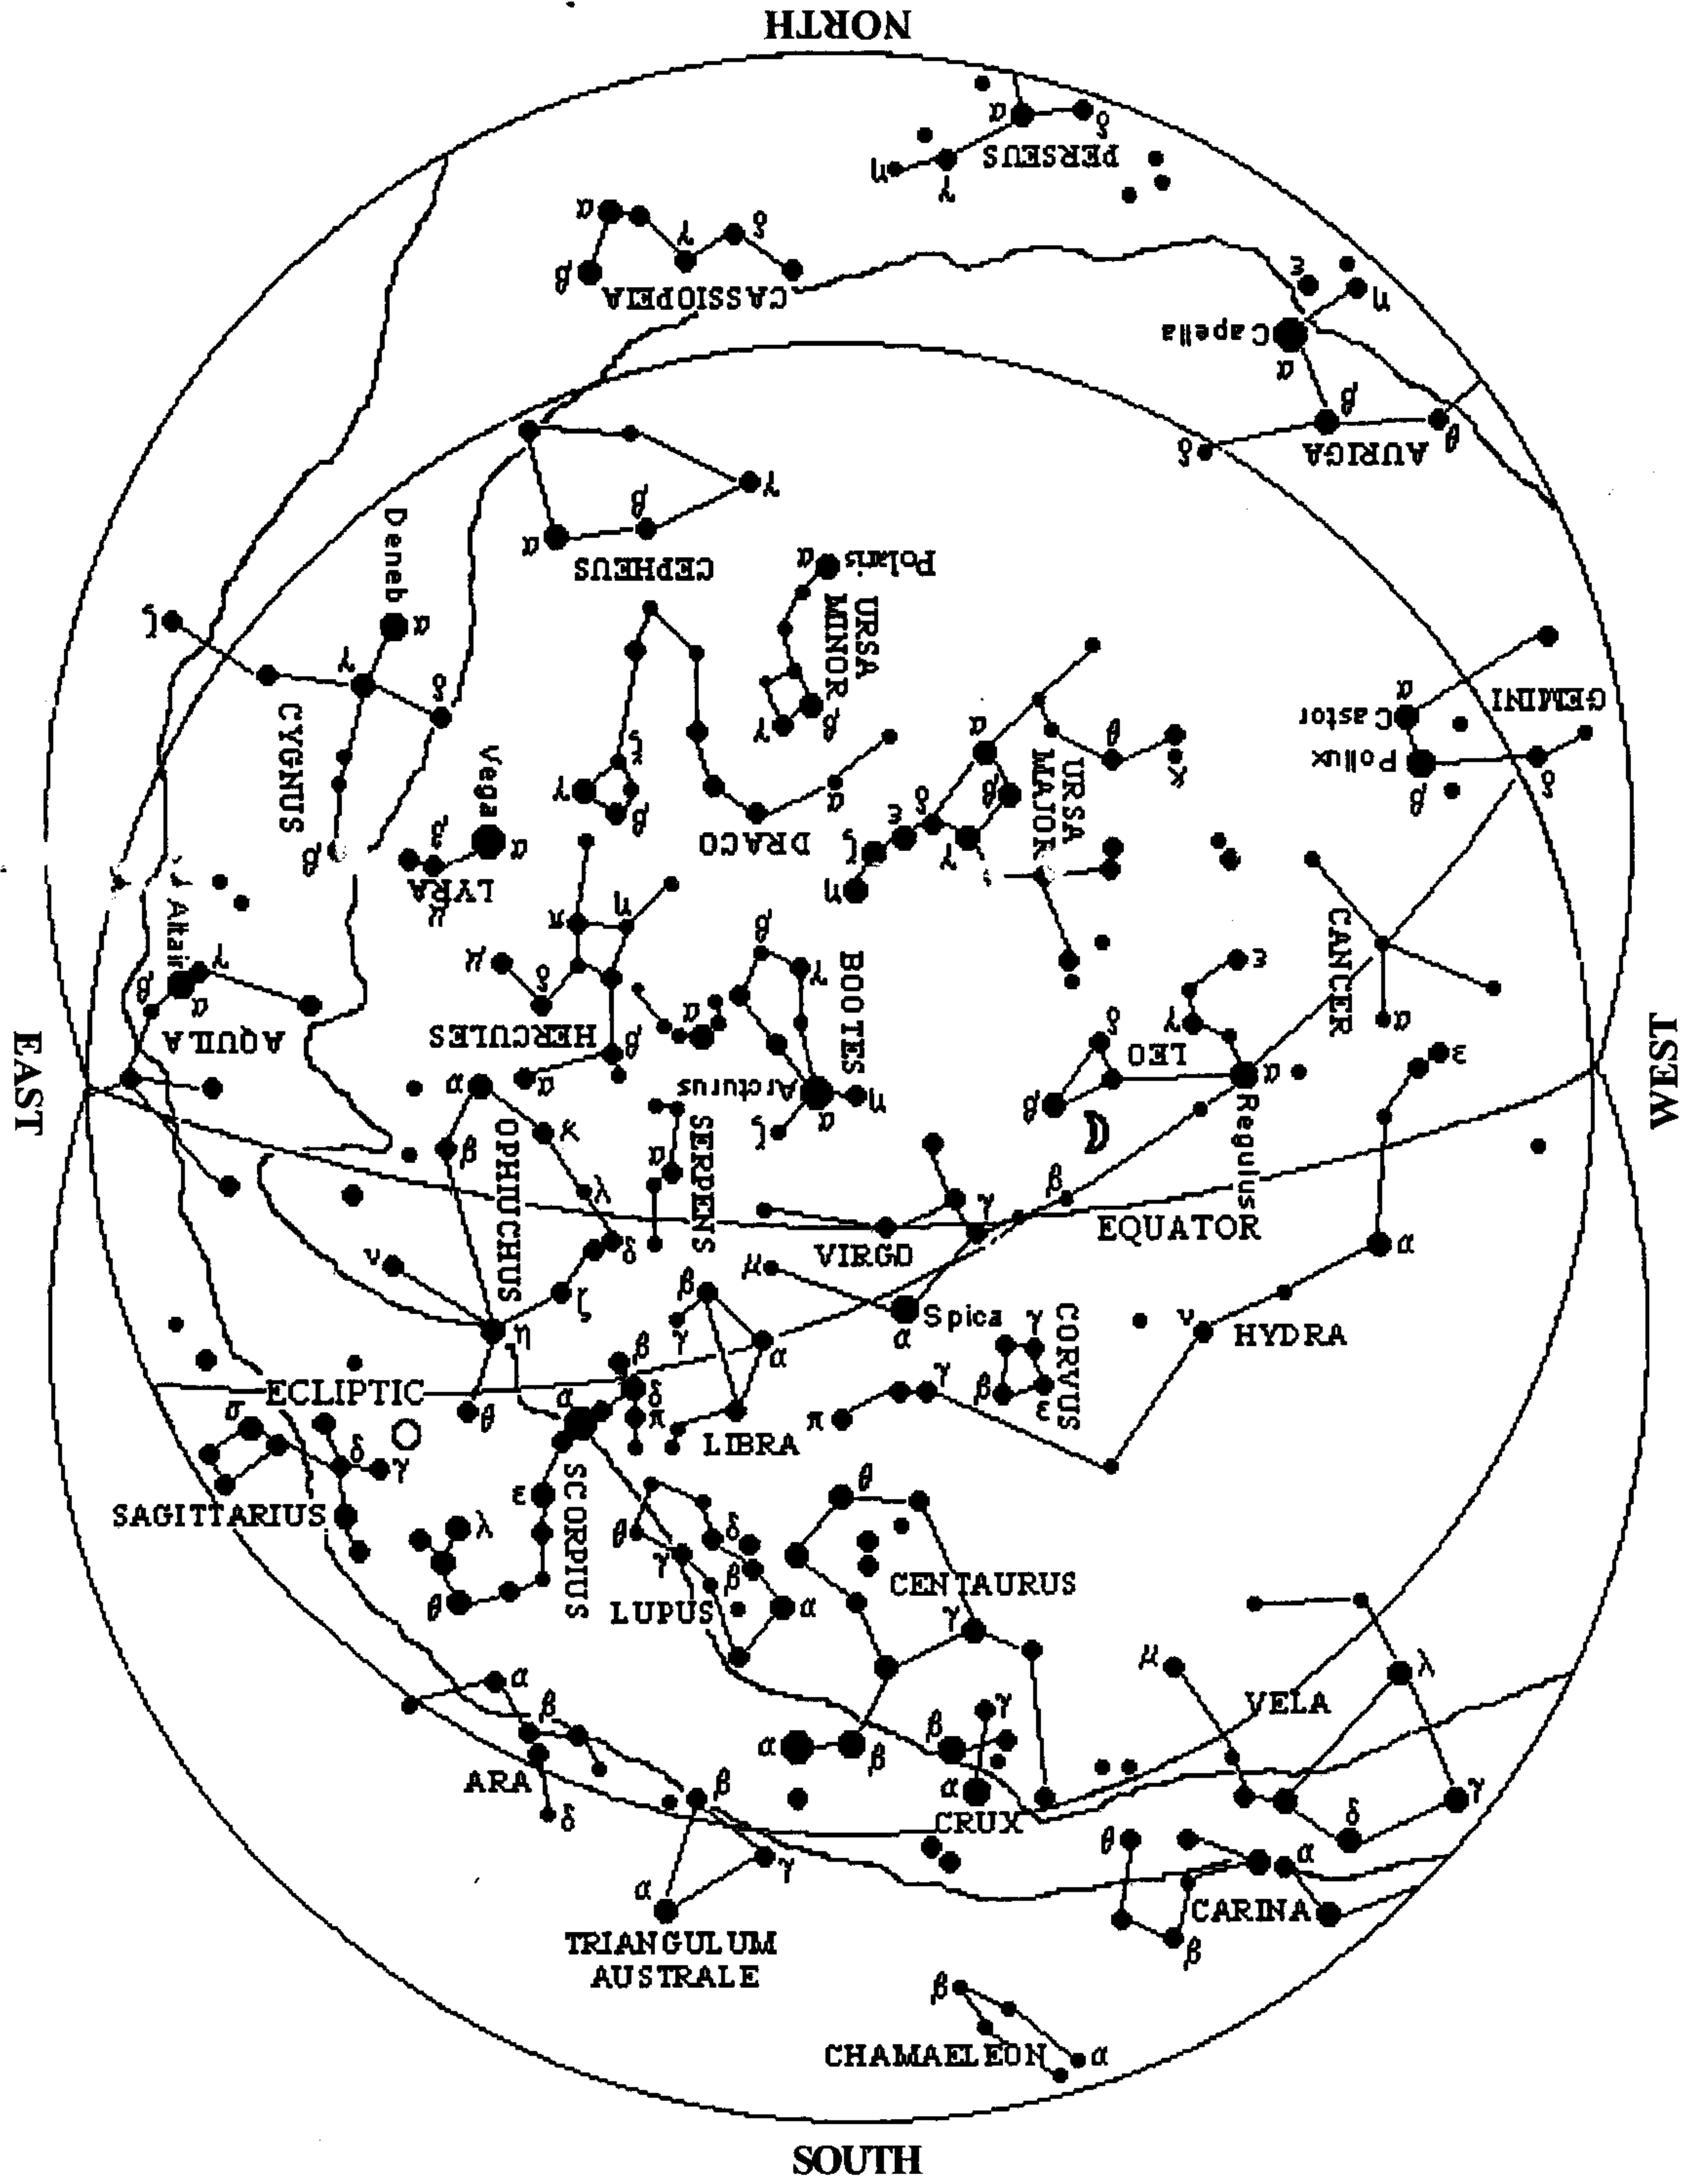 NORTH
α
δ
PERSEUS
η
γ
α
γ
δ
β
CASSIOPEIA
ε
η
Capella
α
β
θ
δ
AURIGA
γ
β
α
CEPHEUS
Deneb
α
α
Polaris
URSA
MINOR
β
γ
ζ
γ
δ
CYGNUS
β
α
Castor
GEMINI
Pollux
β
δ
α
β
γ
δ
ε
ζ
η
θ
κ
URSA
MAJOR
ξ
γ
β
α
DRACO
Vega
α
LYRA
π
η
μ
δ
HERCULES
β
α
Altair
γ
β
α
AQUILA
β
γ
BOOTES
α
Arcturus
α
η
ζ
ε
γ
δ
LEO
α
β
Regulus
CANCER
α
ε
EAST
WEST
α
β
κ
λ
OPHIUCHUS
δ
ν
ζ
η
θ
SERPENS
α
β
γ
VIRGO
EQUATOR
μ
Spica
α
α
ν
HYDRA
γ
π
γ
β
ε
CORVUS
β
γ
α
LIBRA
ECLIPTIC
β
δ
π
α
SCORPIUS
ε
λ
θ
σ
δ
γ
SAGITTARIUS
θ
δ
γ
β
α
LUPUS
θ
CENTAURUS
γ
α
β
μ
λ
VELA
γ
δ
α
β
ARA
δ
β
γ
α
CRUX
β
γ
α
TRIANGULUM
AUSTRALE
θ
α
CARINA
β
β
CHAMAELEON
α
SOUTH